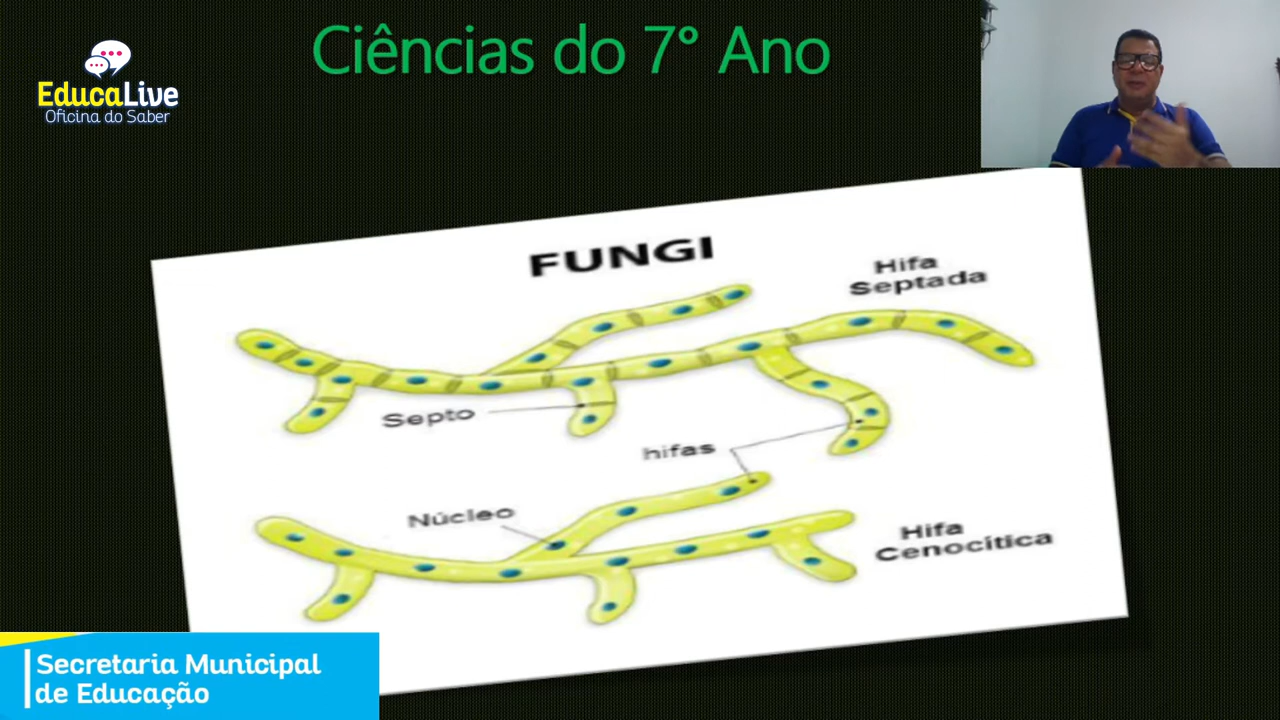 Ciências do 7° Ano
EducaLive
Oficina do Saber
FUNGI
Hifa
Septada
Septo
hifas
Núcleo
Hifa
Cenocítica
Secretaria Municipal
de Educação